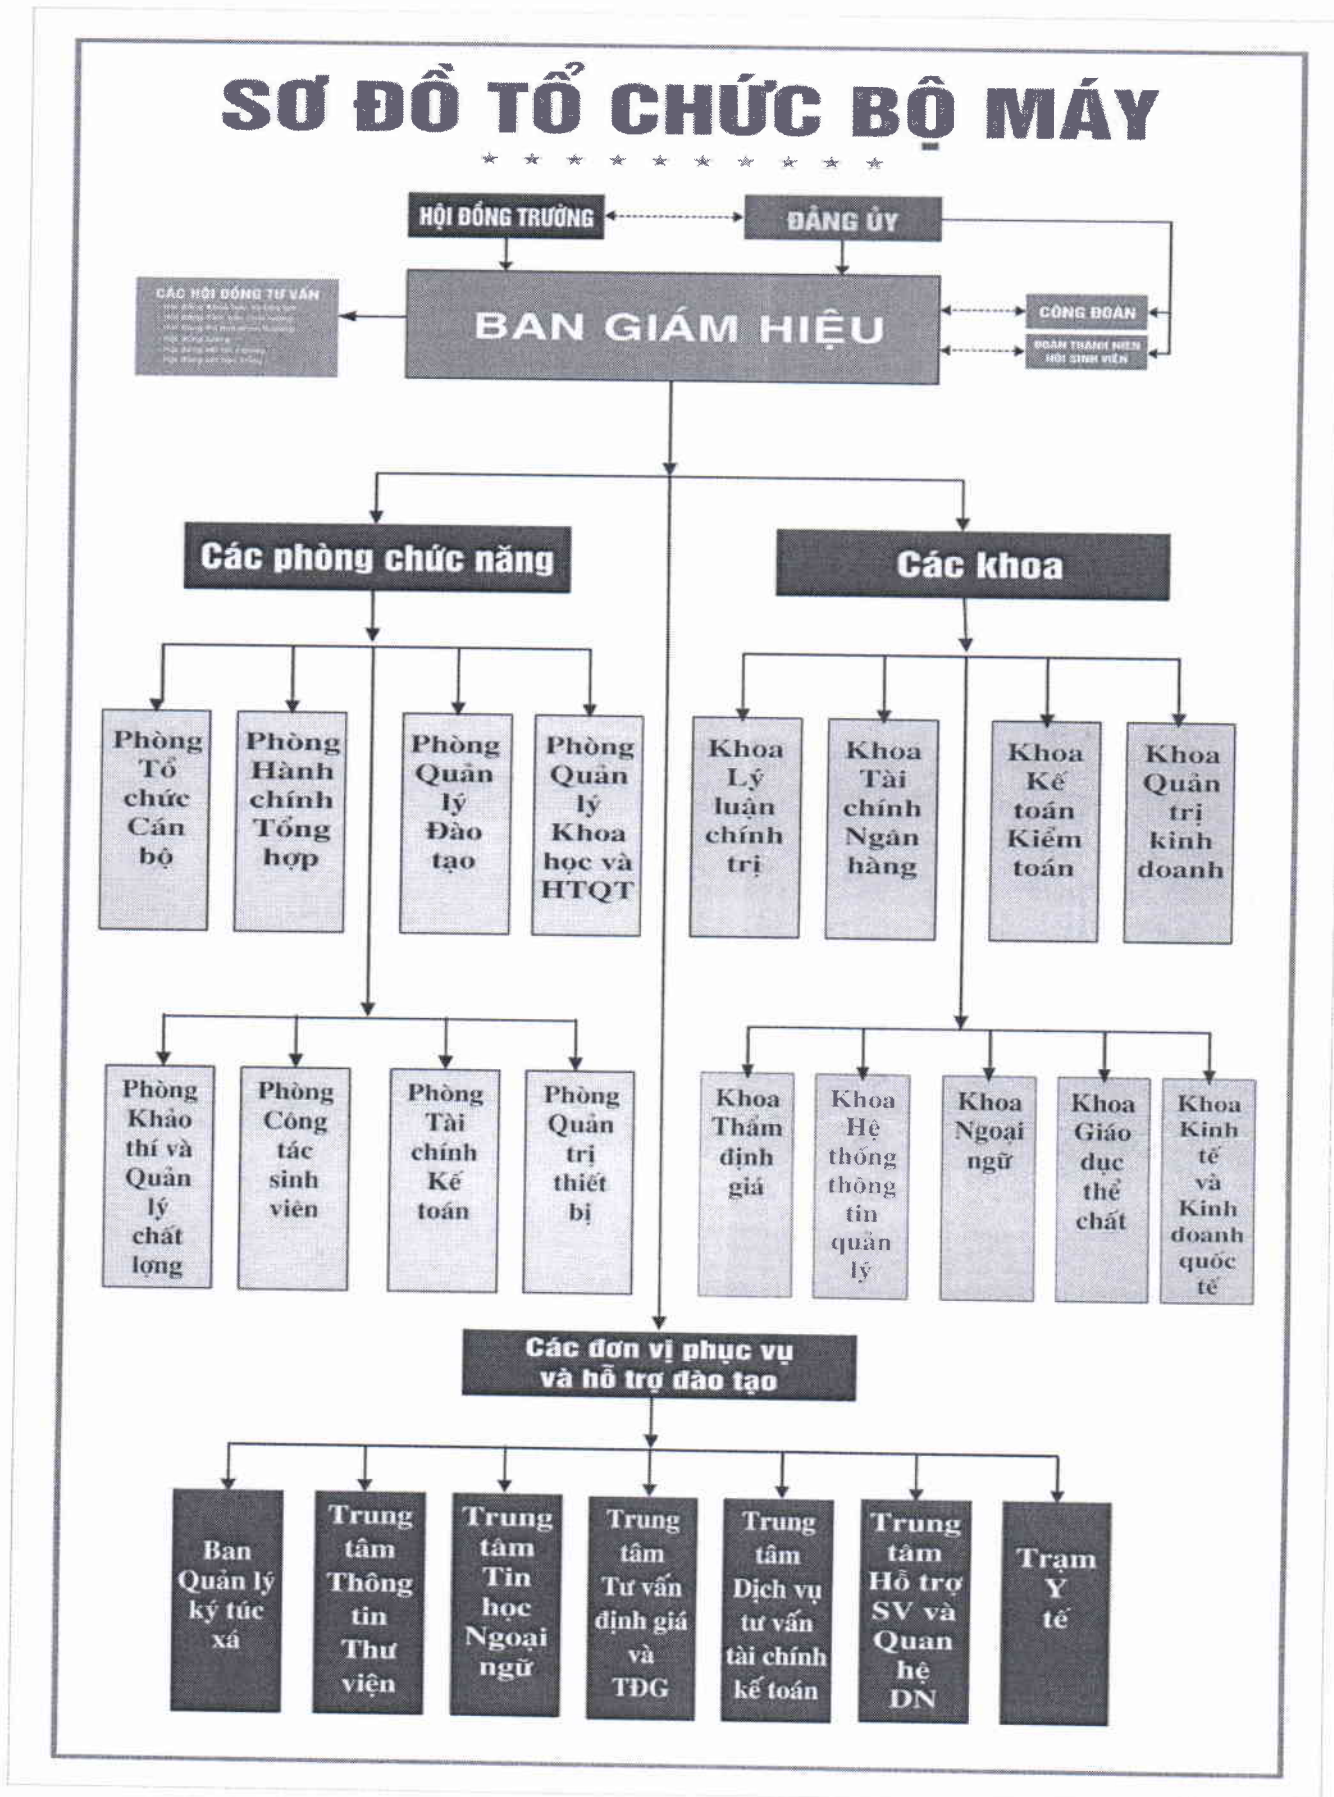 SƠ ĐỒ TỔ CHỨC BỘ MÁY
HỘI ĐỒNG TRƯỜNG
ĐẢNG ỦY
CÁC HỘI ĐỒNG TƯ VẤN
BAN GIÁM HIỆU
CÔNG ĐOÀN
ĐOÀN THANH NIÊN
HỘI SINH VIÊN
Các phòng chức năng
Các khoa
Phòng
Tổ
chức
Cán
bộ
Phòng
Hành
chính
Tổng
hợp
Phòng
Quản
lý
Đào
tạo
Phòng
Quản
lý
Khoa
học và
HTQT
Khoa
Lý
luận
chính
trị
Khoa
Tài
chính
Ngân
hàng
Khoa
Kế
toán
Kiểm
toán
Khoa
Quản
trị
kinh
doanh
Phòng
Khảo
thí và
Quản
lý
chất
lợng
Phòng
Công
tác
sinh
viên
Phòng
Tài
chính
Kế
toán
Phòng
Quản
trị
thiết
bị
Khoa
Thẩm
định
giá
Khoa
Hệ
thống
thông
tin
quản
lý
Khoa
Ngoại
ngữ
Khoa
Giáo
dục
thể
chất
Khoa
Kinh
tế
và
Kinh
doanh
quốc
tế
Các đơn vị phục vụ
và hỗ trợ đào tạo
Ban
Quản lý
ký túc
xá
Trung
tâm
Thông
tin
Thư
viện
Trung
tâm
Tin
học
Ngoại
ngữ
Trung
tâm
Tư vấn
định giá
và
TĐG
Trung
tâm
Dịch vụ
tư vấn
tài chính
kế toán
Trung
tâm
Hỗ trợ
SV và
Quan
hệ
DN
Trạm
Y
tế